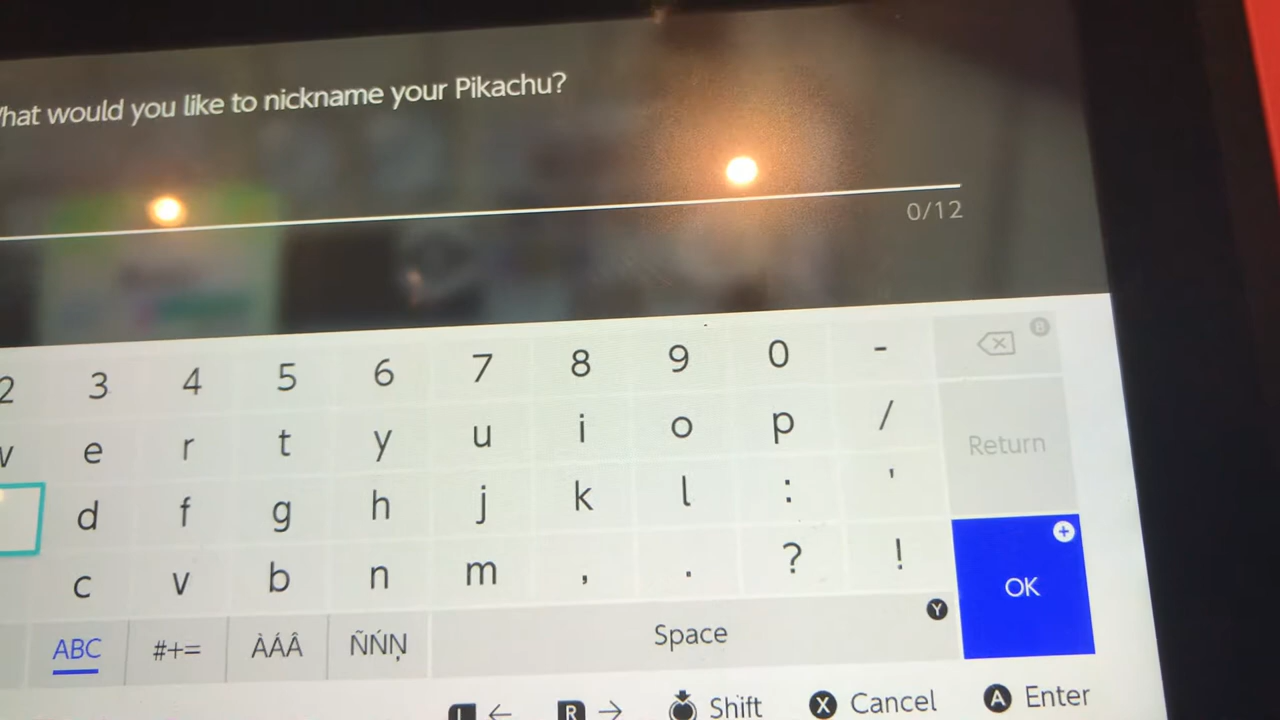 What would you like to nickname your Pikachu?
0/12
2 3 4 5 6 7 8 9 0 -
e r t y u i o p /
Return
d f g h j k l : '
c v b n m , . ? !
OK
ABC #+= ÀÁÂ ÑŃŅ Space Y
L ← R → Shift X Cancel A Enter